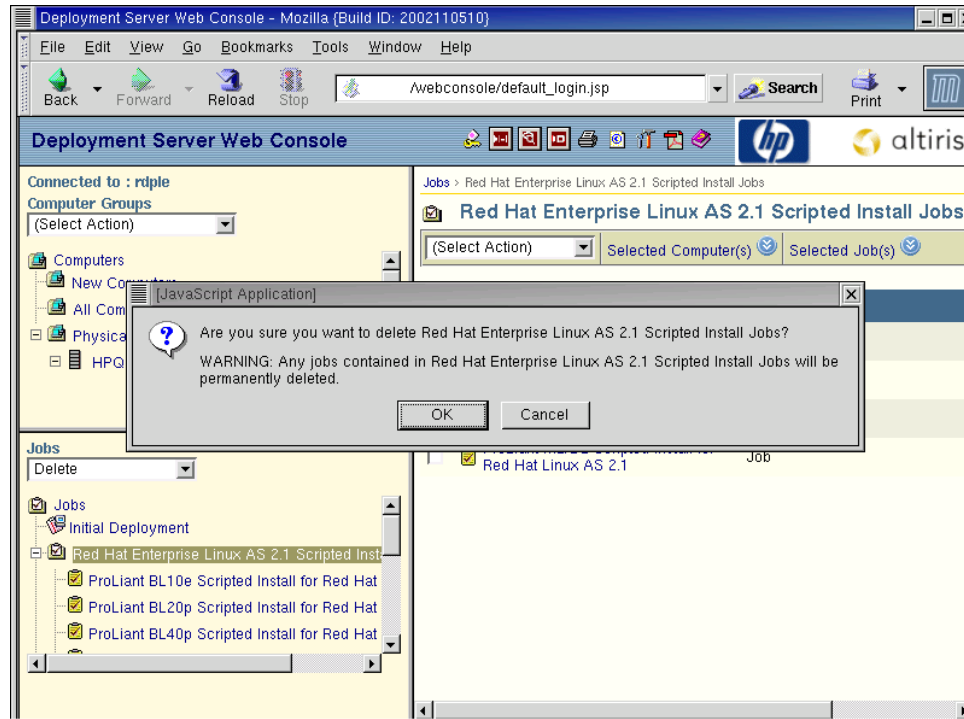 Deployment Server Web Console - Mozilla {Build ID: 2002110510}
File Edit View Go Bookmarks Tools Window Help
Back Forward Reload Stop /webconsole/default_login.jsp Search Print
Deployment Server Web Console hp altiris
Connected to : rdple
Computer Groups
(Select Action)
Computers
New
All Com
Physica
HPQ
Jobs > Red Hat Enterprise Linux AS 2.1 Scripted Install Jobs
Red Hat Enterprise Linux AS 2.1 Scripted Install Jobs
(Select Action) Selected Computer(s) Selected Job(s)
[JavaScript Application]
Are you sure you want to delete Red Hat Enterprise Linux AS 2.1 Scripted Install Jobs?
WARNING: Any jobs contained in Red Hat Enterprise Linux AS 2.1 Scripted Install Jobs will be
permanently deleted.
OK Cancel
Jobs
Delete
Jobs
Initial Deployment
Red Hat Enterprise Linux AS 2.1 Scripted Inst
ProLiant BL10e Scripted Install for Red Hat
ProLiant BL20p Scripted Install for Red Hat
ProLiant BL40p Scripted Install for Red Hat
Red Hat Linux AS 2.1
Job